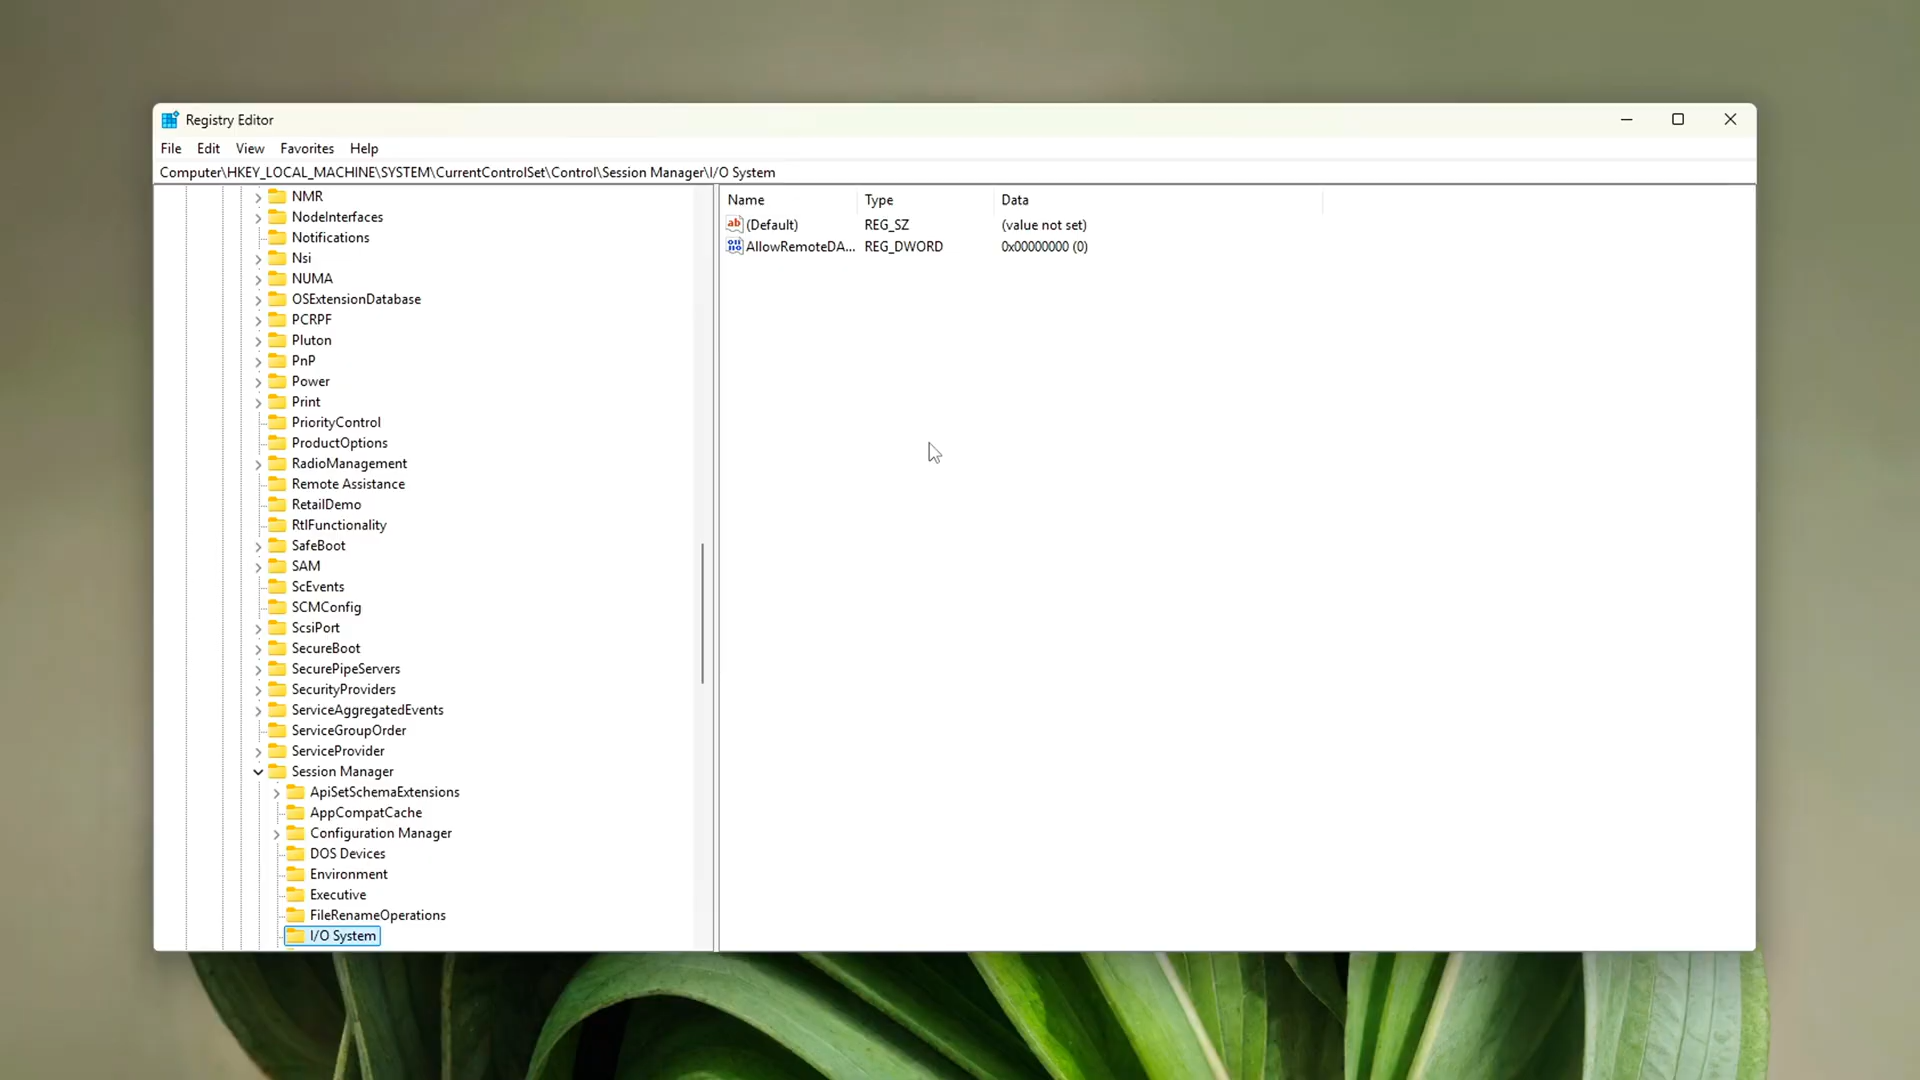 Registry Editor
File Edit View Favorites Help
Computer\HKEY_LOCAL_MACHINE\SYSTEM\CurrentControlSet\Control\Session Manager\I/O System
NMR
NodeInterfaces
Notifications
Nsi
NUMA
OSExtensionDatabase
PCRPF
Pluton
PnP
Power
Print
PriorityControl
ProductOptions
RadioManagement
Remote Assistance
RetailDemo
RtlFunctionality
SafeBoot
SAM
ScEvents
SCMConfig
ScsiPort
SecureBoot
SecurePipeServers
SecurityProviders
ServiceAggregatedEvents
ServiceGroupOrder
ServiceProvider
Session Manager
ApiSetSchemaExtensions
AppCompatCache
Configuration Manager
DOS Devices
Environment
Executive
FileRenameOperations
I/O System
Name Type Data
(Default) REG_SZ (value not set)
AllowRemoteDA... REG_DWORD 0x00000000 (0)